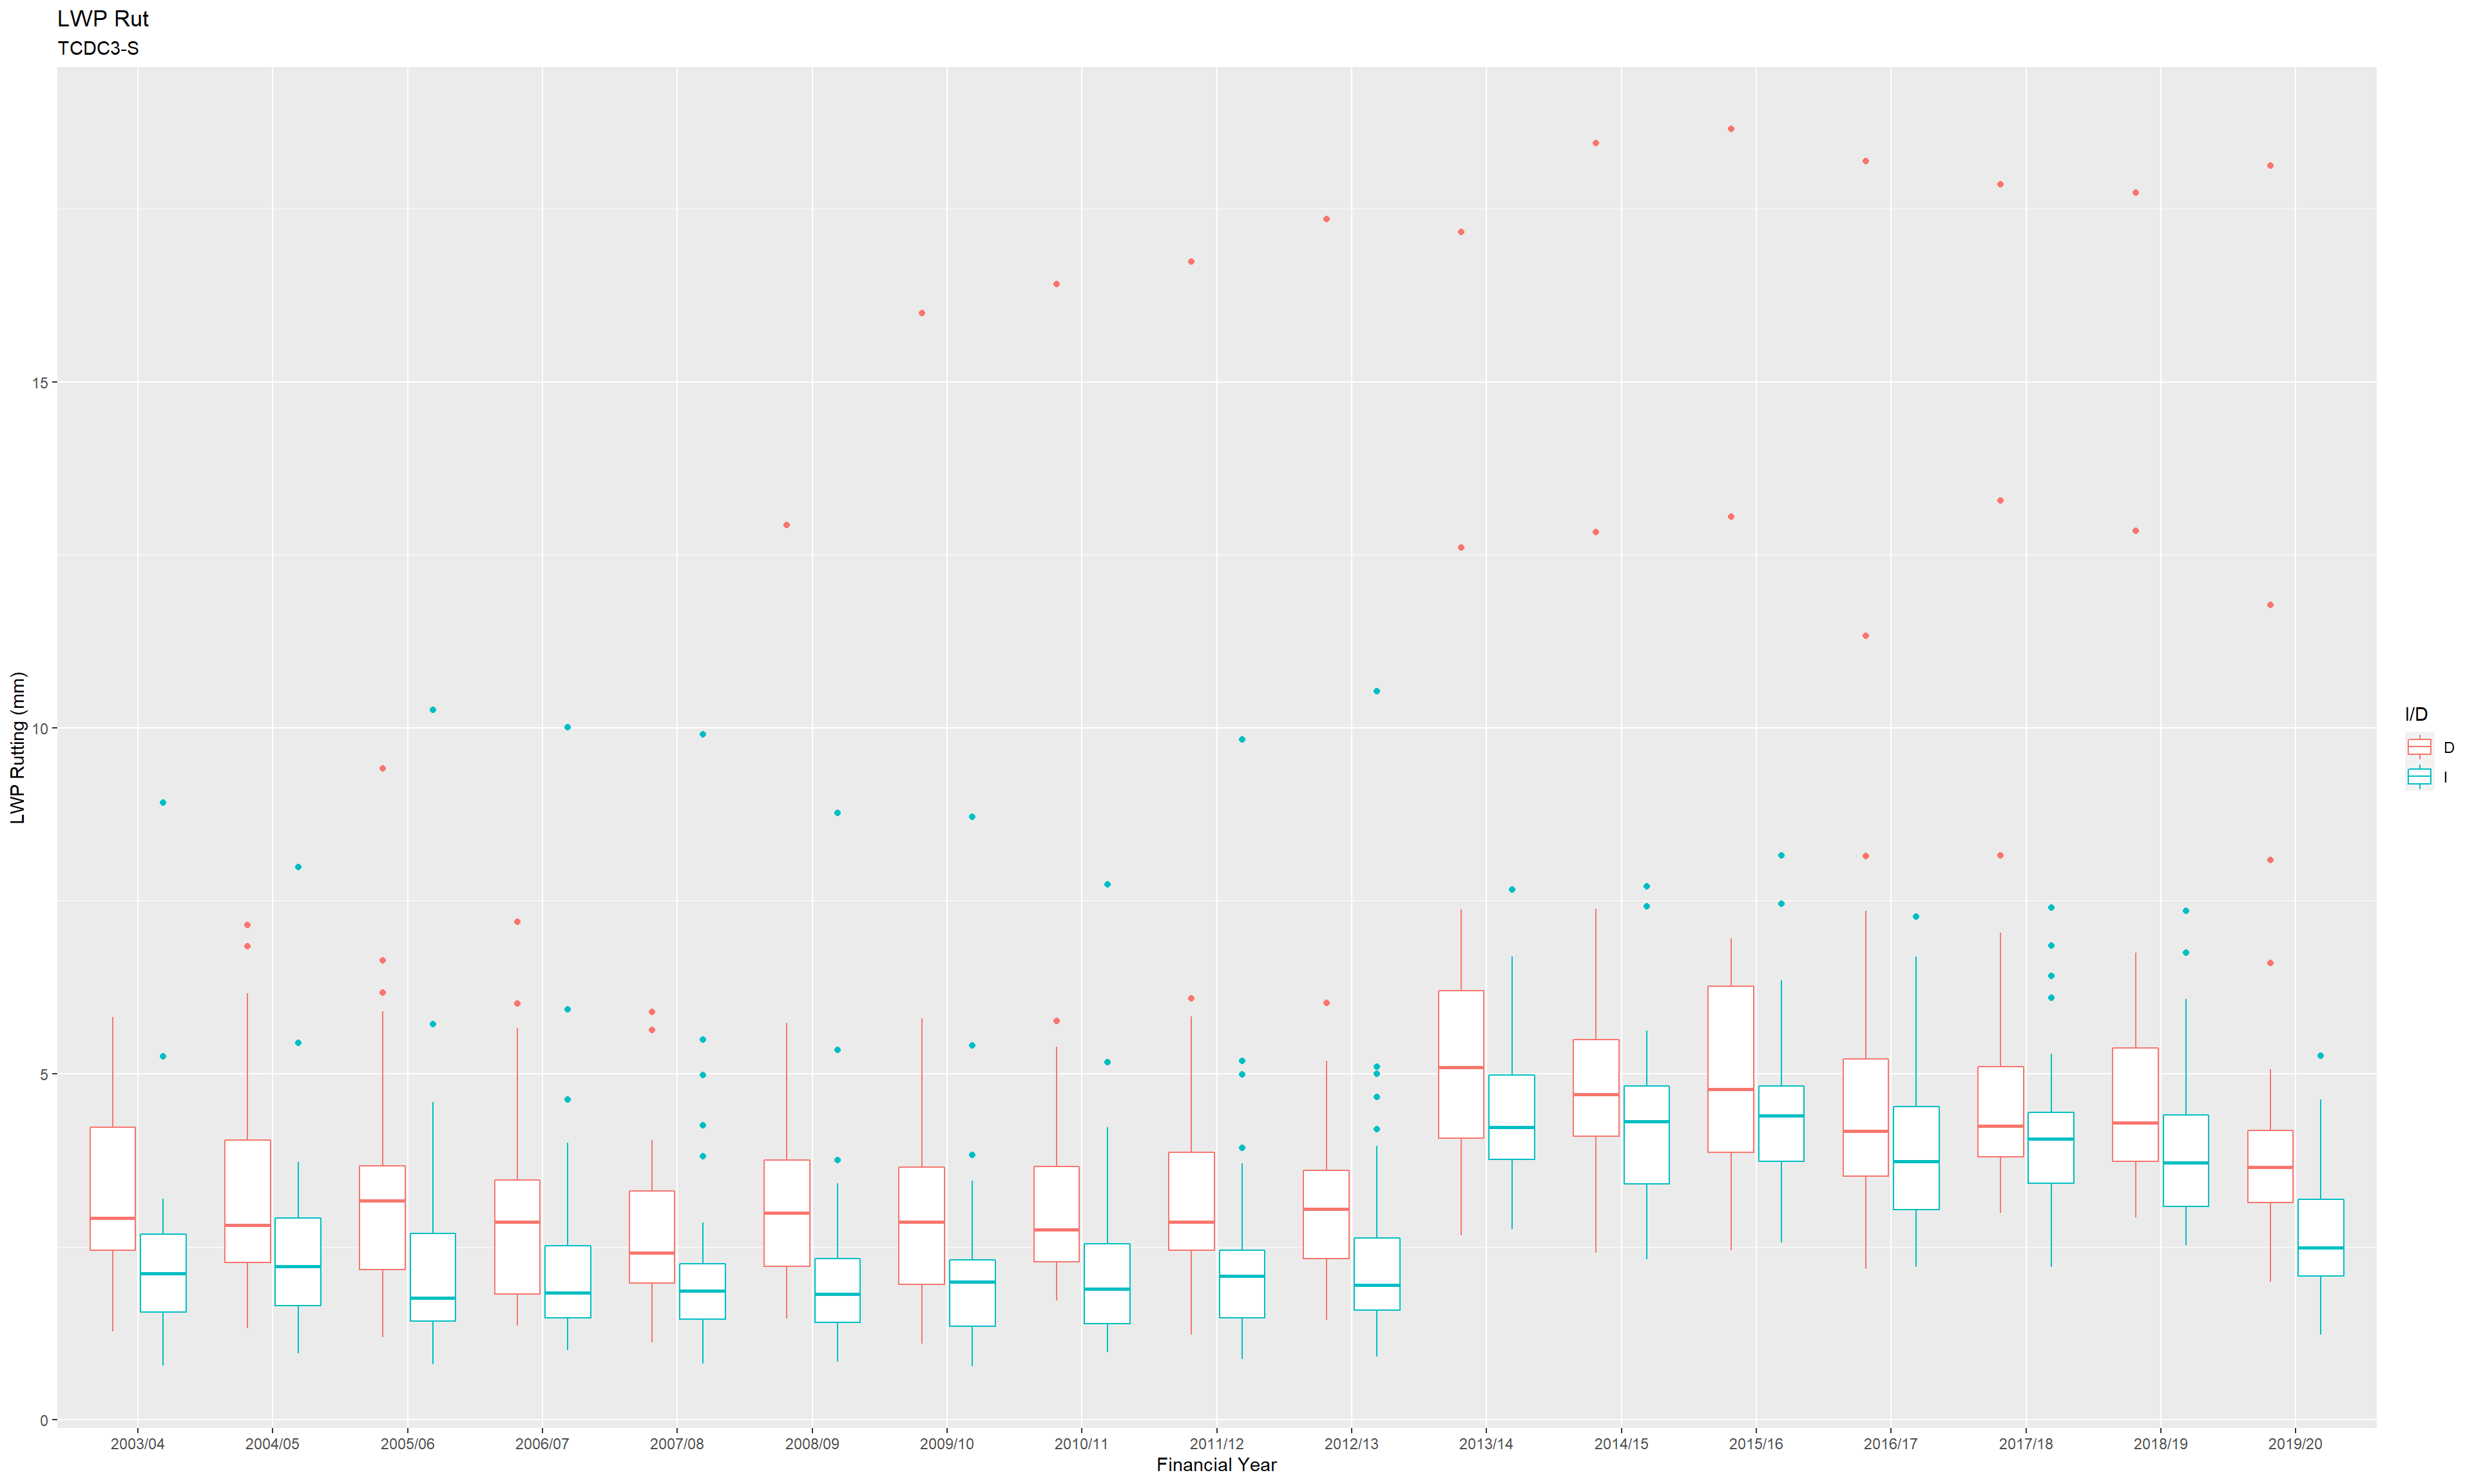 LWP Rut
TCDC3-S
LWP Rutting (mm)
15
10
5
0
2003/04 2004/05 2005/06 2006/07 2007/08 2008/09 2009/10 2010/11 2011/12 2012/13 2013/14 2014/15 2015/16 2016/17 2017/18 2018/19 2019/20
Financial Year
I/D
D
I